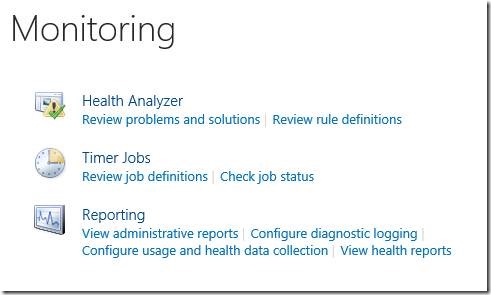 Monitoring
Health Analyzer
Review problems and solutions | Review rule definitions
Timer Jobs
Review job definitions | Check job status
Reporting
View administrative reports | Configure diagnostic logging |
Configure usage and health data collection | View health reports